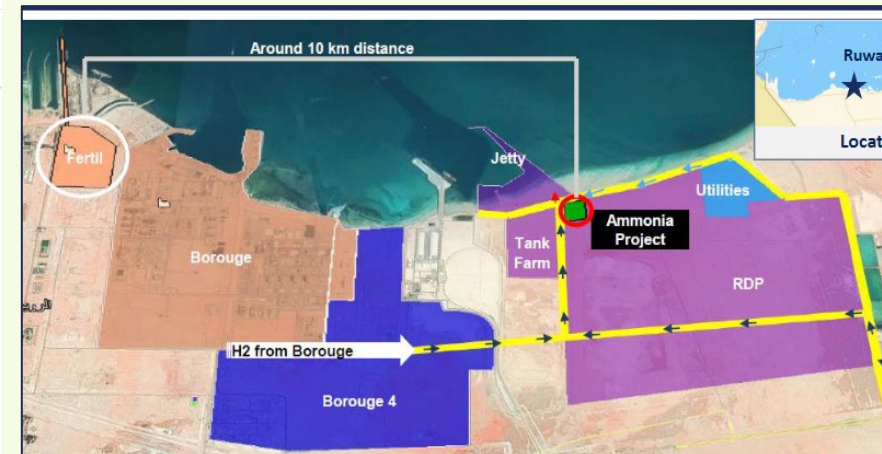 Around 10 km distance
Ruwa
Locat
Fertil
Jetty
Utilities
Ammonia
Project
Tank
Farm
Borouge
RDP
H2 from Borouge
Borouge 4